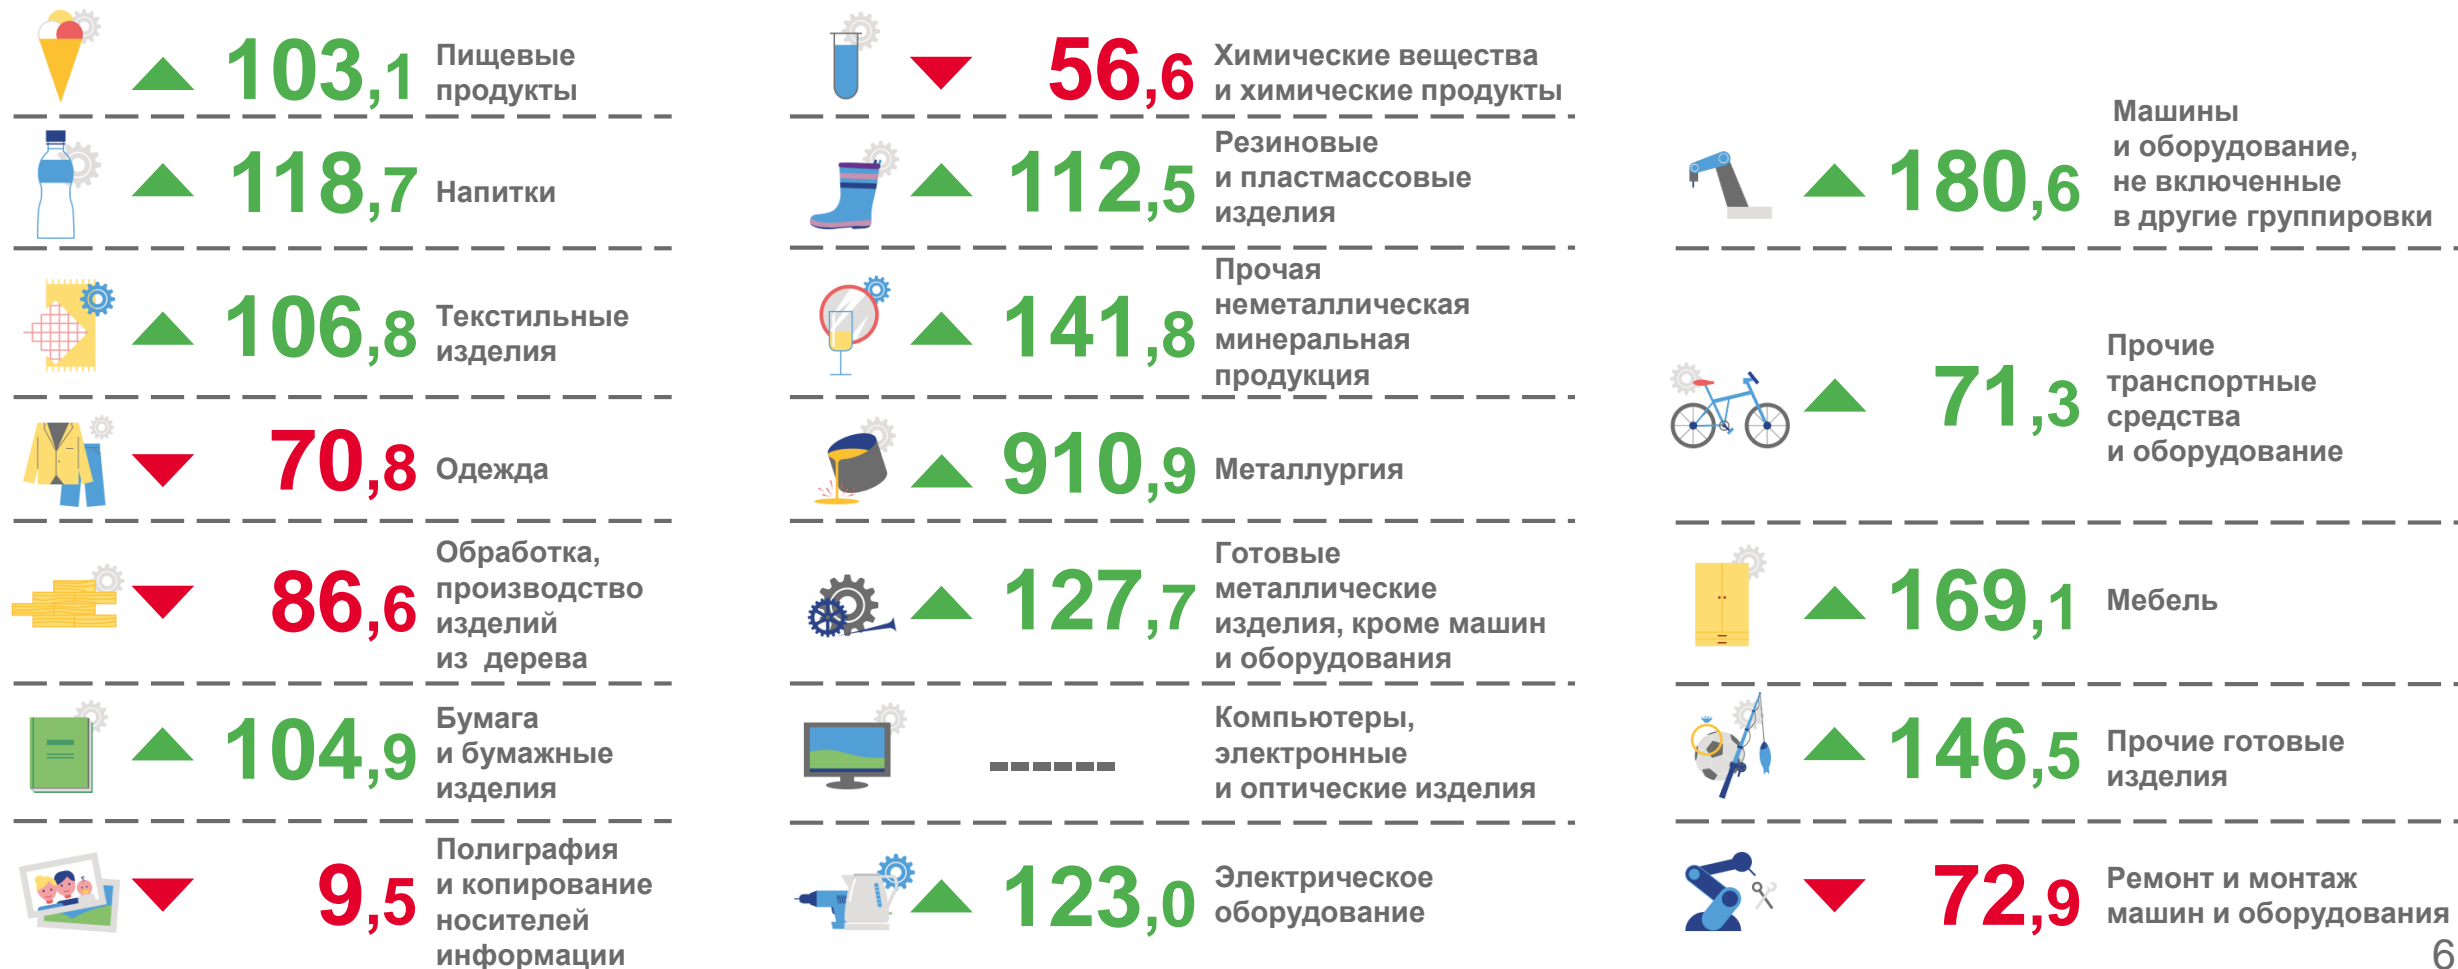 103,1
Пищевые
продукты
118,7
Напитки
106,8
Текстильные
изделия
70,8
Одежда
86,6
Обработка,
производство
изделий
из дерева
104,9
Бумага
и бумажные
изделия
9,5
Полиграфия
и копирование
носителей
информации
56,6
Химические вещества
и химические продукты
112,5
Резиновые
и пластмассовые
изделия
141,8
Прочая
неметаллическая
минеральная
продукция
910,9
Металлургия
127,7
Готовые
металлические
изделия, кроме машин
и оборудования
------
Компьютеры,
электронные
и оптические изделия
123,0
Электрическое
оборудование
180,6
Машины
и оборудование,
не включенные
в другие группировки
71,3
Прочие
транспортные
средства
и оборудование
169,1
Мебель
146,5
Прочие готовые
изделия
72,9
Ремонт и монтаж
машин и оборудования
6